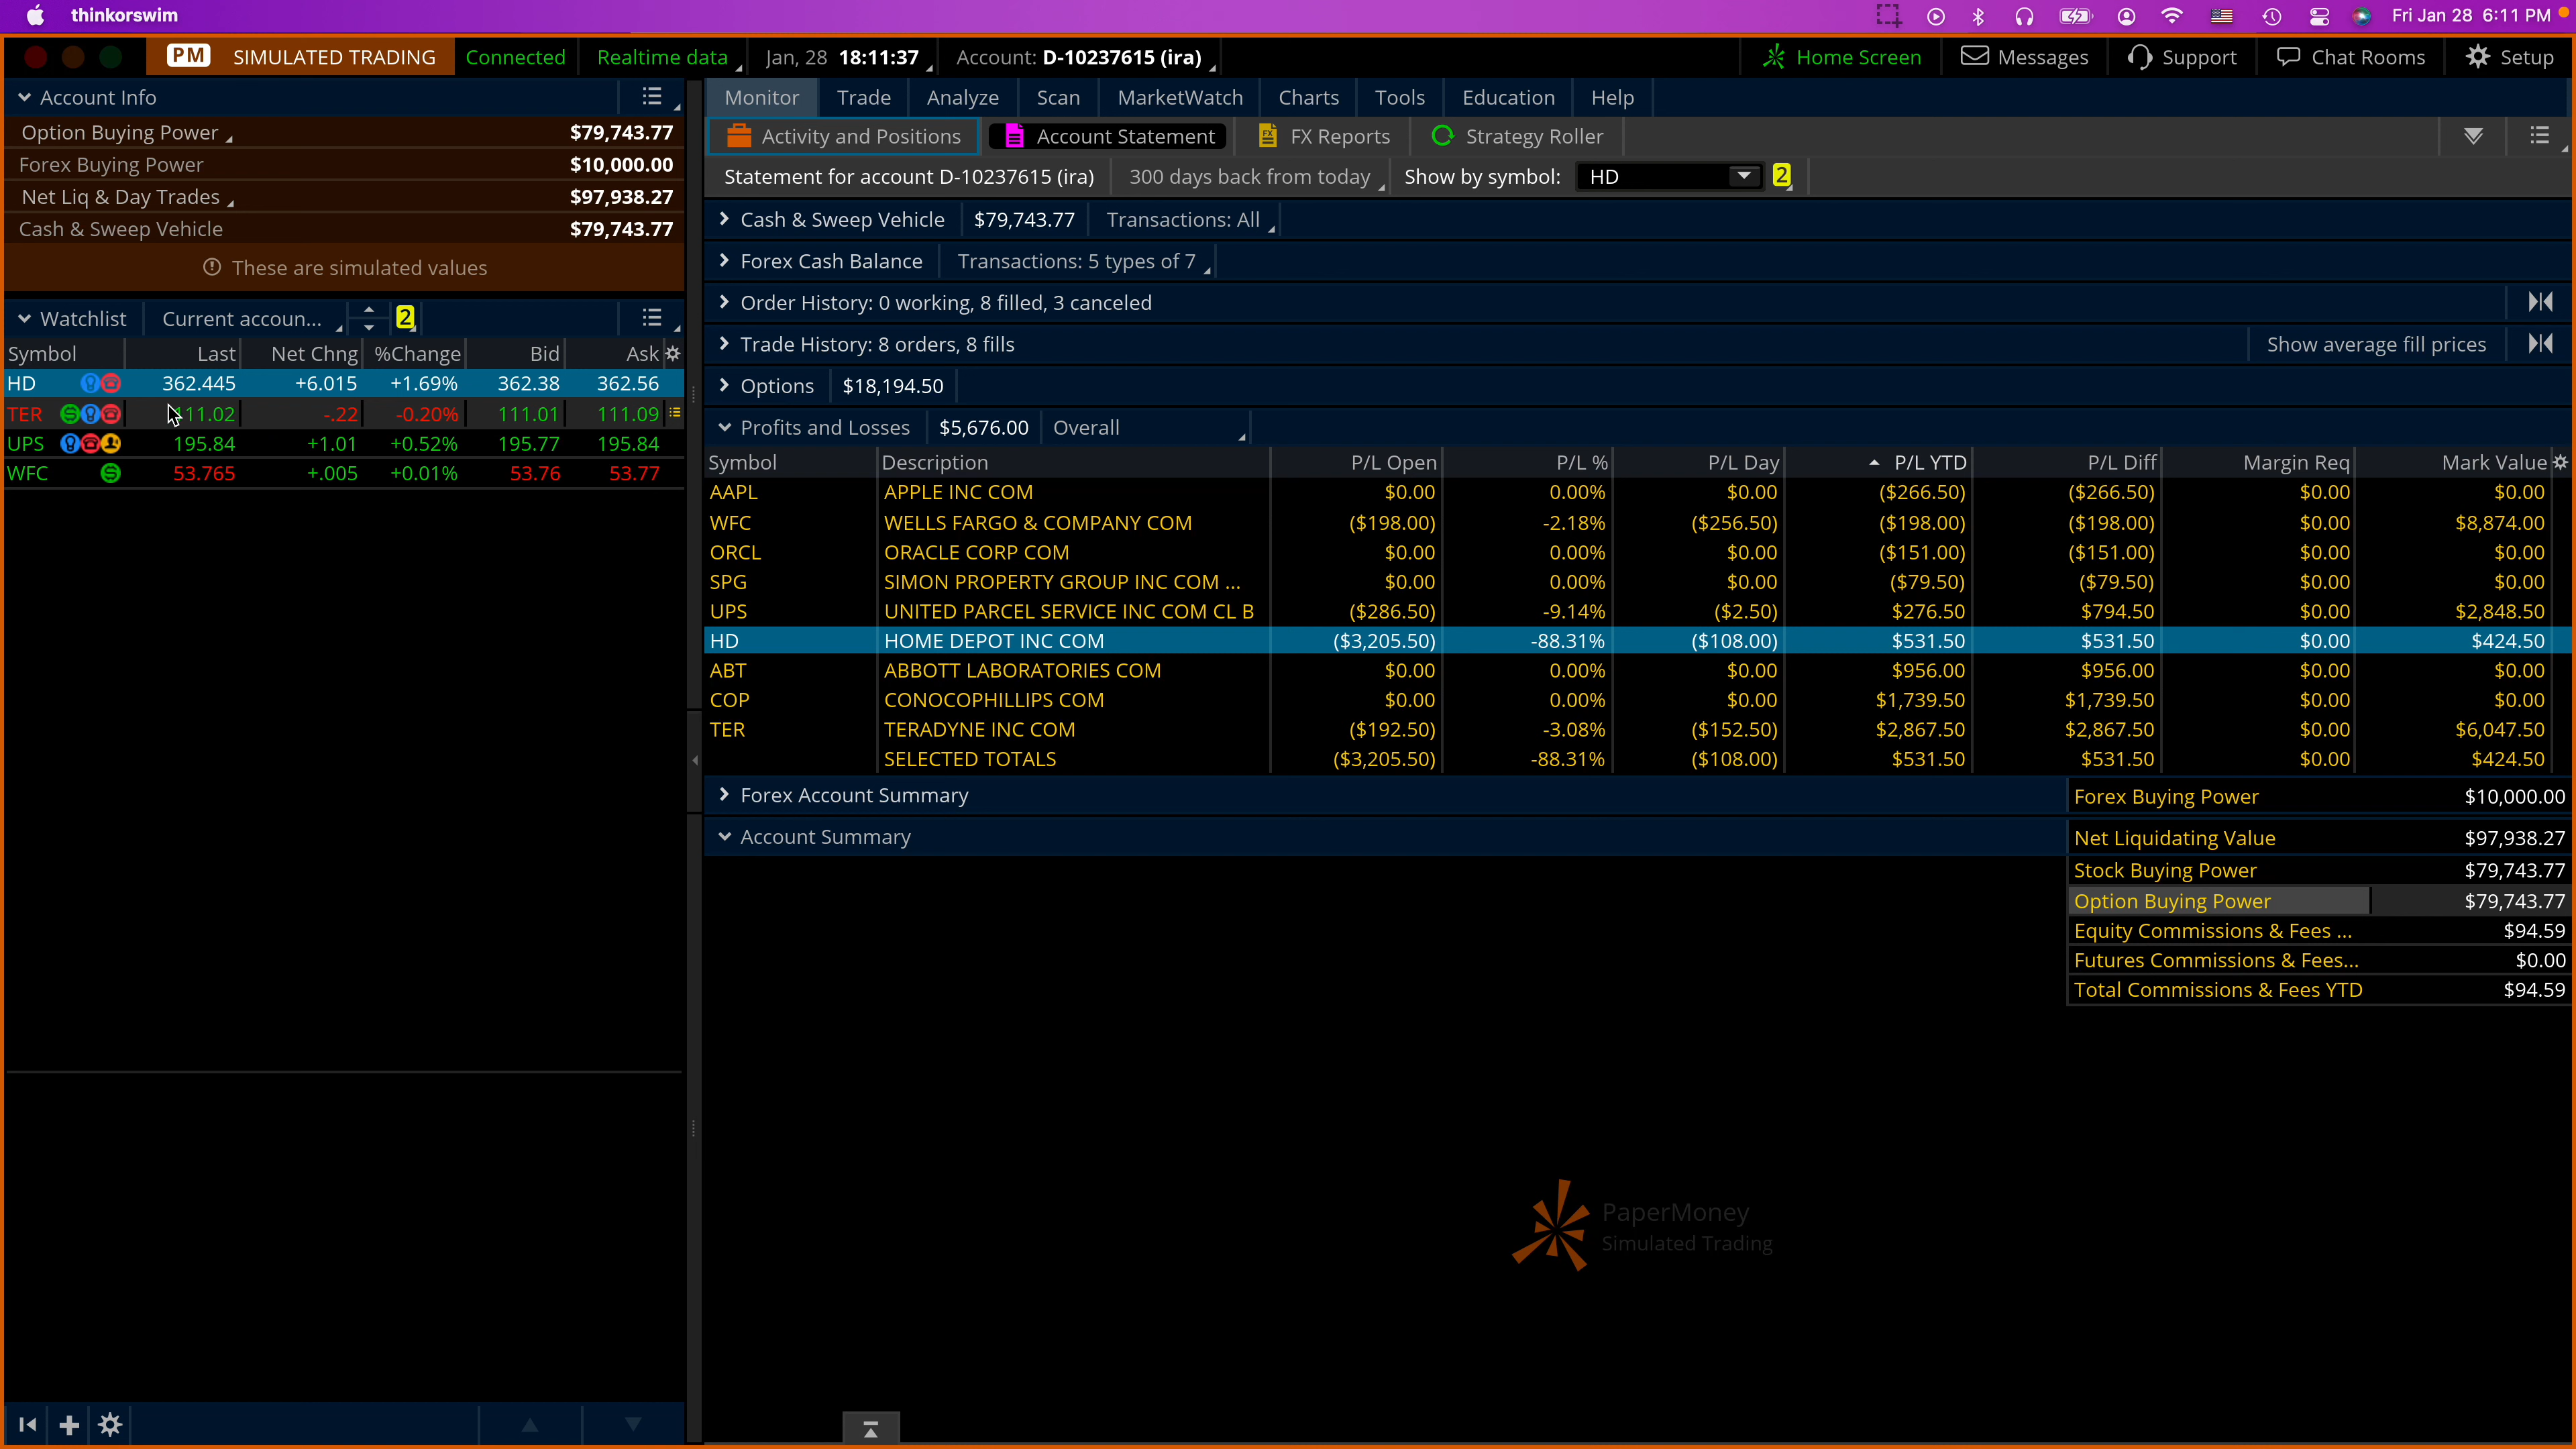 thinkorswim
Fri Jan 28 6:11 PM
PM SIMULATED TRADING Connected Realtime data Jan, 28 18:11:37 Account: D-10237615 (ira) Home Screen Messages Support Chat Rooms Setup
Account Info
Option Buying Power $79,743.77
Forex Buying Power $10,000.00
Net Liq & Day Trades $97,938.27
Cash & Sweep Vehicle $79,743.77
These are simulated values
Watchlist Current accoun... 2
Symbol Last Net Chng %Change Bid Ask
HD 362.445 +6.015 +1.69% 362.38 362.56
TER 111.02 -.22 -0.20% 111.01 111.09
UPS 195.84 +1.01 +0.52% 195.77 195.84
WFC 53.765 +.005 +0.01% 53.76 53.77
Monitor Trade Analyze Scan MarketWatch Charts Tools Education Help
Activity and Positions Account Statement FX FX Reports Strategy Roller
Statement for account D-10237615 (ira) 300 days back from today Show by symbol: HD 2
Cash & Sweep Vehicle $79,743.77 Transactions: All
Forex Cash Balance Transactions: 5 types of 7
Order History: 0 working, 8 filled, 3 canceled
Trade History: 8 orders, 8 fills Show average fill prices
Options $18,194.50
Profits and Losses $5,676.00 Overall
Symbol Description P/L Open P/L % P/L Day P/L YTD P/L Diff Margin Req Mark Value
AAPL APPLE INC COM $0.00 0.00% $0.00 ($266.50) ($266.50) $0.00 $0.00
WFC WELLS FARGO & COMPANY COM ($198.00) -2.18% ($256.50) ($198.00) ($198.00) $0.00 $8,874.00
ORCL ORACLE CORP COM $0.00 0.00% $0.00 ($151.00) ($151.00) $0.00 $0.00
SPG SIMON PROPERTY GROUP INC COM ... $0.00 0.00% $0.00 ($79.50) ($79.50) $0.00 $0.00
UPS UNITED PARCEL SERVICE INC COM CL B ($286.50) -9.14% ($2.50) $276.50 $794.50 $0.00 $2,848.50
HD HOME DEPOT INC COM ($3,205.50) -88.31% ($108.00) $531.50 $531.50 $0.00 $424.50
ABT ABBOTT LABORATORIES COM $0.00 0.00% $0.00 $956.00 $956.00 $0.00 $0.00
COP CONOCOPHILLIPS COM $0.00 0.00% $0.00 $1,739.50 $1,739.50 $0.00 $0.00
TER TERADYNE INC COM ($192.50) -3.08% ($152.50) $2,867.50 $2,867.50 $0.00 $6,047.50
SELECTED TOTALS ($3,205.50) -88.31% ($108.00) $531.50 $531.50 $0.00 $424.50
Forex Account Summary Forex Buying Power $10,000.00
Account Summary Net Liquidating Value $97,938.27
Stock Buying Power $79,743.77
Option Buying Power $79,743.77
Equity Commissions & Fees ... $94.59
Futures Commissions & Fees... $0.00
Total Commissions & Fees YTD $94.59
PaperMoney
Simulated Trading